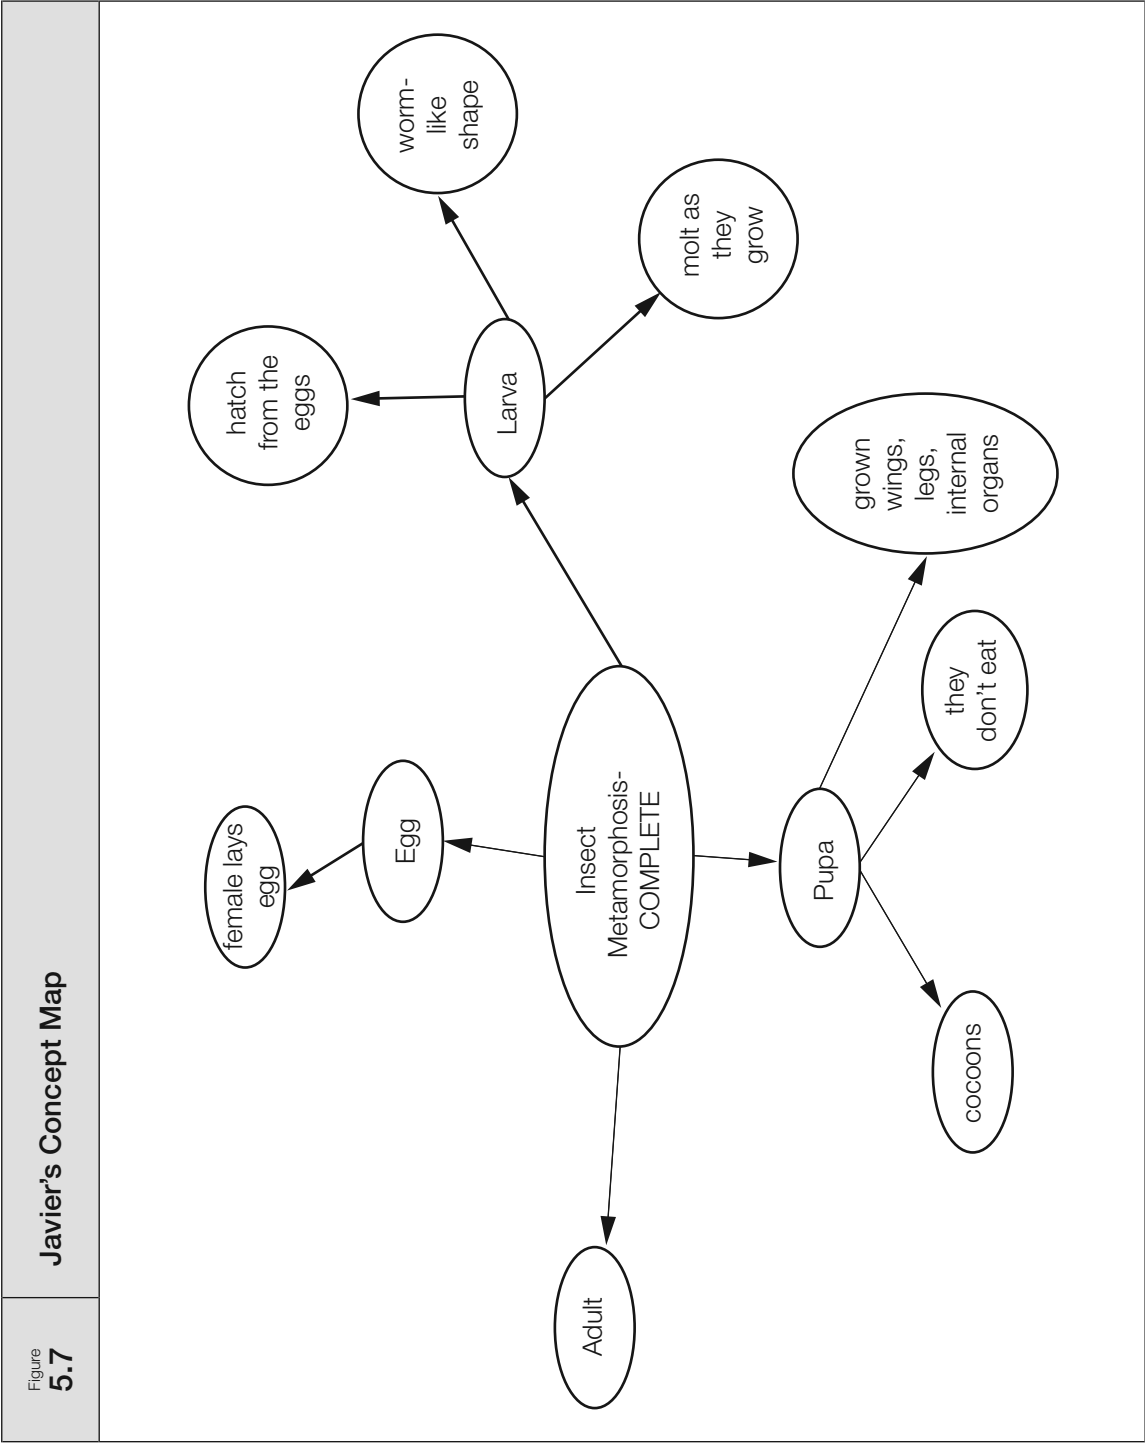 Figure
5.7
Javier's Concept Map
female lays
egg
Egg
hatch
from the
eggs
worm-
like
shape
Larva
molt as
they
grow
Insect
Metamorphosis-
COMPLETE
Adult
Pupa
cocoons
they
don't eat
grown
wings,
legs,
internal
organs